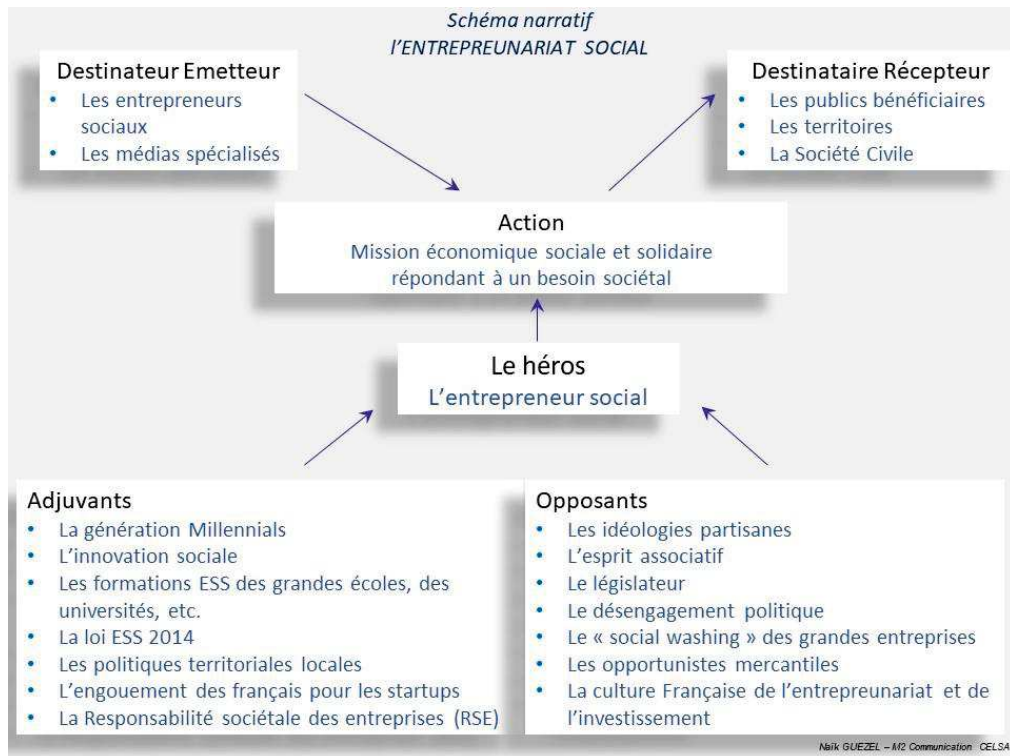 Schéma narratif
l'ENTREPREUNARIAT SOCIAL
Destinateur Emetteur
• Les entrepreneurs
sociaux
• Les médias spécialisés
Destinataire Récepteur
• Les publics bénéficiaires
• Les territoires
• La Société Civile
Action
Mission économique sociale et solidaire
répondant à un besoin sociétal
Le héros
L'entrepreneur social
Adjuvants
• La génération Millennials
• L'innovation sociale
• Les formations ESS des grandes écoles, des
universités, etc.
• La loi ESS 2014
• Les politiques territoriales locales
• L'engouement des français pour les startups
• La Responsabilité sociétale des entreprises (RSE)
Opposants
• Les idéologies partisanes
• L'esprit associatif
• Le législateur
• Le désengagement politique
• Le « social washing » des grandes entreprises
• Les opportunistes mercantiles
• La culture Française de l'entrepreunariat et de
l'investissement
Naïk GUEZEL – M2 Communication CELSA